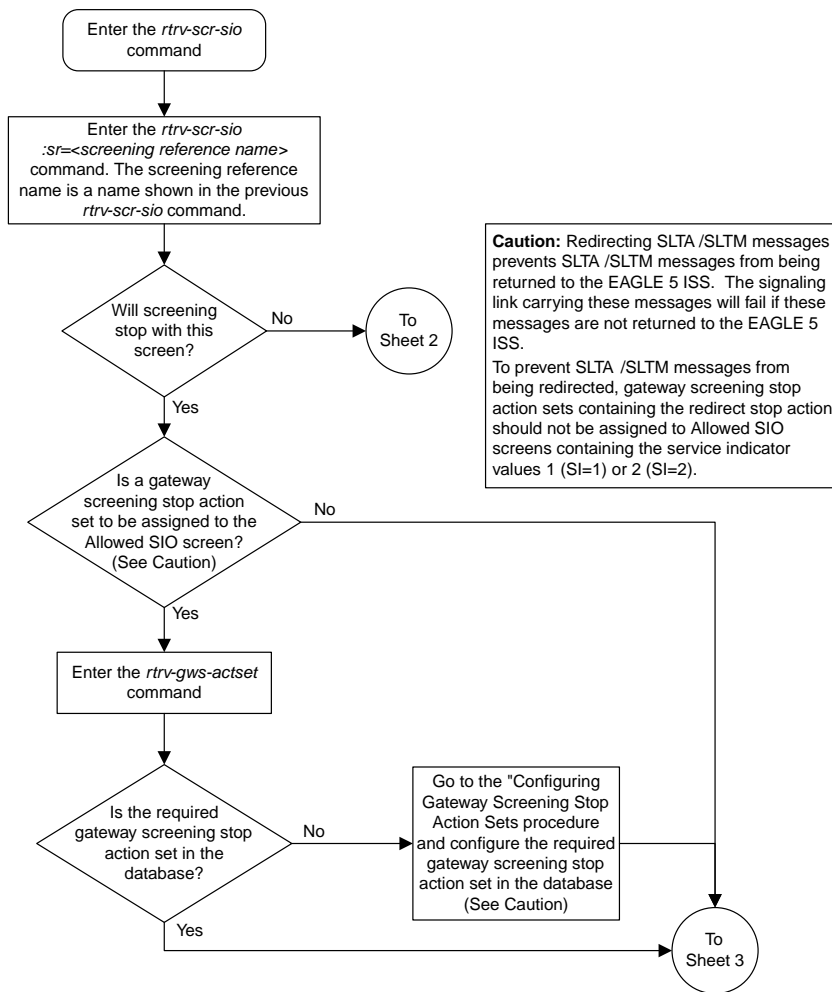 Enter the rtrv-scr-sio
command
Enter the rtrv-scr-sio
:sr=<screening reference name>
command. The screening reference
name is a name shown in the previous
rtrv-scr-sio command.
Caution: Redirecting SLTA /SLTM messages
prevents SLTA /SLTM messages from being
returned to the EAGLE 5 ISS. The signaling
link carrying these messages will fail if these
messages are not returned to the EAGLE 5
ISS.
To prevent SLTA /SLTM messages from
being redirected, gateway screening stop
action sets containing the redirect stop action
should not be assigned to Allowed SIO
screens containing the service indicator
values 1 (SI=1) or 2 (SI=2).
Will screening
stop with this
screen?
No
To
Sheet 2
Yes
Is a gateway
screening stop action
set to be assigned to the
Allowed SIO screen?
(See Caution)
No
Yes
Enter the rtrv-gws-actset
command
Is the required
gateway screening stop
action set in the
database?
No
Go to the "Configuring
Gateway Screening Stop
Action Sets procedure
and configure the required
gateway screening stop
action set in the database
(See Caution)
Yes
To
Sheet 3